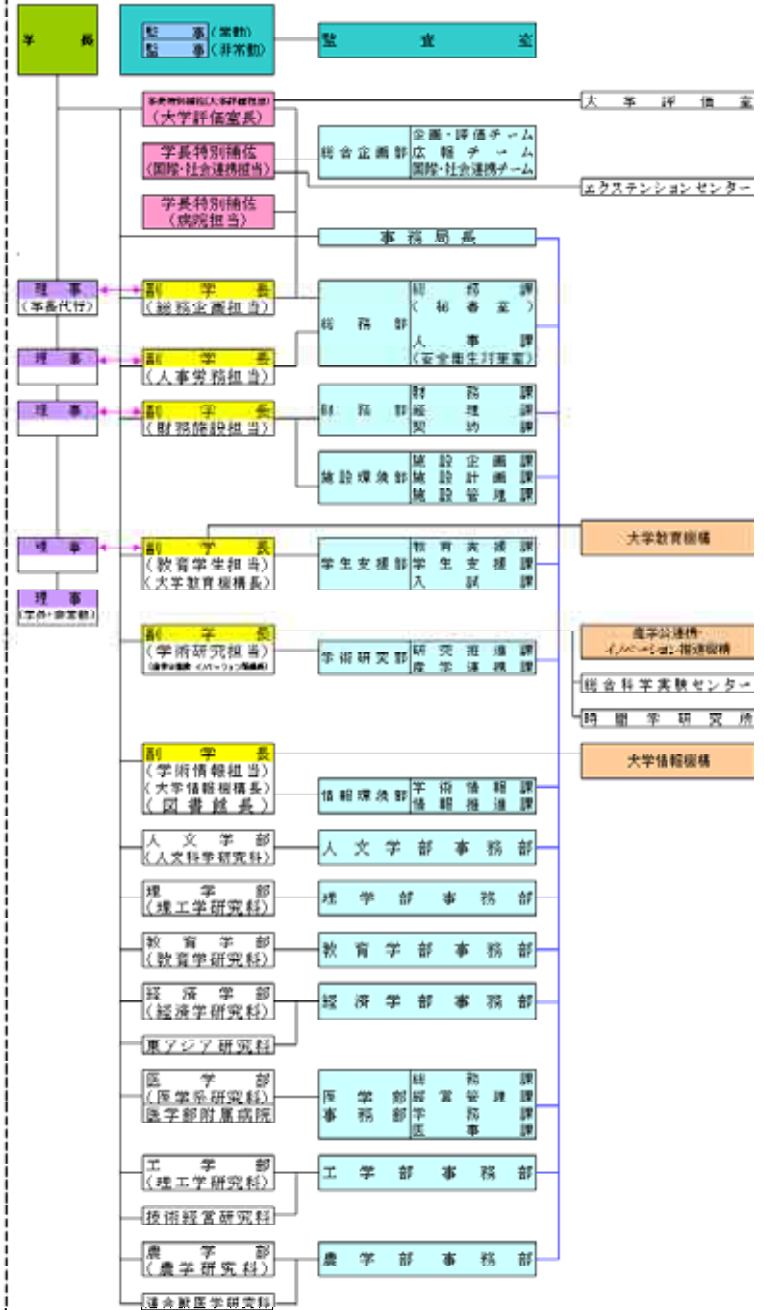 学長
監事(常勤)
監事(非常勤)
監査室
学長特別補佐(大学評価担当)
(大学評価室長)
大学評価室
学長特別補佐
(国際・社会連携担当)
総合企画部
企画・評価チーム
広報チーム
国際・社会連携チーム
エクステンションセンター
学長特別補佐
(病院担当)
事務局長
理事
(学長代行)
副学長
(総務企画担当)
総務部
総務課
(秘書室)
人事課
(安全衛生対策室)
理事
副学長
(人事労務担当)
理事
副学長
(財務施設担当)
財務部
財務課
経理課
契約課
施設環境部
施設企画課
施設計画課
施設管理課
大学教育機構
理事
副学長
(教育学生担当)
(大学教育機構長)
学生支援部
教育支援課
学生支援課
入試課
理事
(学外・非常勤)
副学長
(学術研究担当)
学術研究部
研究推進課
産学連携課
産学公連携・
イノベーション推進機構
総合科学実験センター
時間学研究所
副学長
(学術情報担当)
(大学情報機構長)
(図書館長)
大学情報機構
情報環境部
学術情報課
情報推進課
人文学部
(人文科学研究科)
人文学部事務部
理学部
(理工学研究科)
理学部事務部
教育学部
(教育学研究科)
教育学部事務部
経済学部
(経済学研究科)
経済学部事務部
東アジア研究科
医学部
(医学系研究科)
医学部附属病院
医学部
事務部
総務課
経営管理課
学務課
医事課
工学部
(理工学研究科)
工学部事務部
技術経営研究科
農学部
(農学研究科)
農学部事務部
連合獣医学研究科